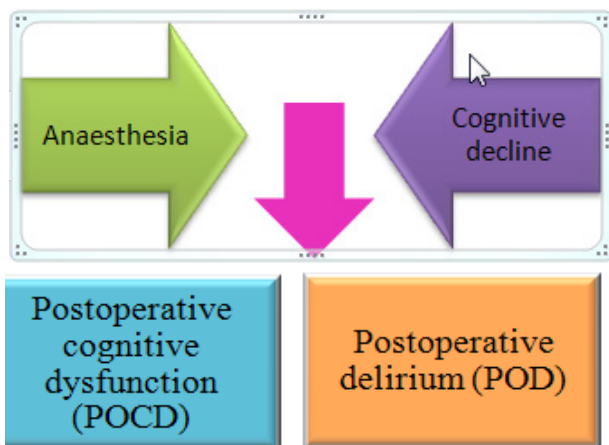 Anaesthesia
Cognitive
decline
Postoperative
cognitive
dysfunction
(POCD)
Postoperative
delirium (POD)